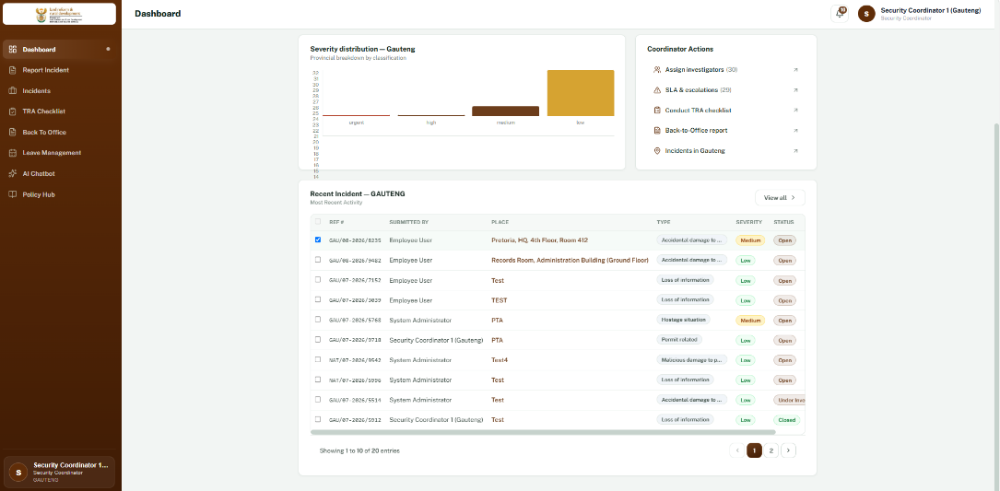 land reform &
rural development
Dashboard
10
S
Security Coordinator 1 (Gauteng)
Security Coordinator
Dashboard
Report Incident
Incidents
TRA Checklist
Back To Office
Leave Management
AI Chatbot
Policy Hub
Severity distribution — Gauteng
Provincial breakdown by classification
32
31
30
29
28
27
26
25
24
23
22
21
20
19
18
17
16
15
14
urgent
high
medium
low
Coordinator Actions
Assign investigators (30)
SLA & escalations (29)
Conduct TRA checklist
Back-to-Office report
Incidents in Gauteng
Recent Incident — GAUTENG
Most Recent Activity
View all
REF # SUBMITTED BY PLACE TYPE SEVERITY STATUS
GAU/08-2026/8235 Employee User Pretoria, HQ, 4th Floor, Room 412 Accidental damage to ... Medium Open
GAU/08-2026/9482 Employee User Records Room, Administration Building (Ground Floor) Accidental damage to ... Low Open
GAU/07-2026/7152 Employee User Test Loss of information Low Open
GAU/07-2026/3039 Employee User TEST Loss of information Low Open
GAU/07-2026/5768 System Administrator PTA Hostage situation Medium Open
GAU/07-2026/9718 Security Coordinator 1 (Gauteng) PTA Permit related Low Open
NAT/07-2026/9542 System Administrator Test4 Malicious damage to p... Low Open
NAT/07-2026/5996 System Administrator Test Loss of information Low Open
GAU/07-2026/5514 System Administrator Test Accidental damage to ... Low Under Inve
GAU/07-2026/5912 Security Coordinator 1 (Gauteng) Test Loss of information Low Closed
Showing 1 to 10 of 20 entries
1 2
S
Security Coordinator 1...
Security Coordinator
GAUTENG